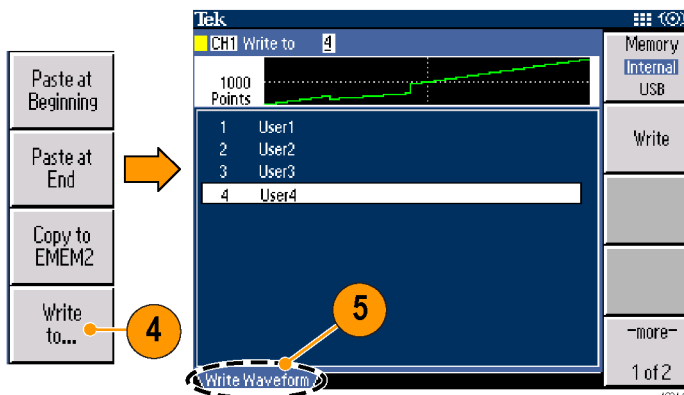 Paste at
Beginning
Paste at
End
Copy to
EMEM2
Write
to...
4
Tek
CH1 Write to 4
1000
Points
1 User1
2 User2
3 User3
4 User4
5
Write Waveform
Memory
Internal
USB
Write
-more-
1 of 2